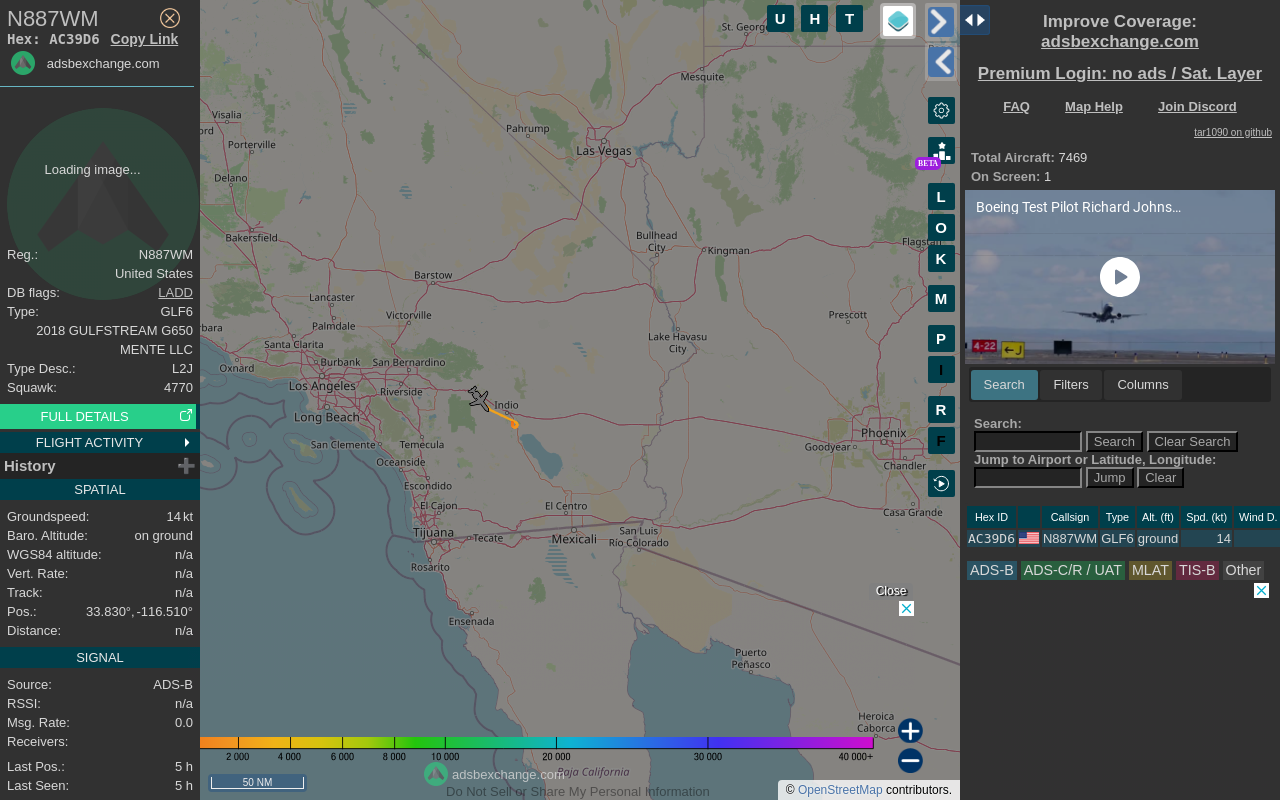 N887WM
Hex: AC39D6 Copy Link
adsbexchange.com
Loading image...
Reg.: N887WM
United States
DB flags: LADD
Type: GLF6
2018 GULFSTREAM G650
MENTE LLC
Type Desc.: L2J
Squawk: 4770
FULL DETAILS
FLIGHT ACTIVITY
History
SPATIAL
Groundspeed: 14 kt
Baro. Altitude: on ground
WGS84 altitude: n/a
Vert. Rate: n/a
Track: n/a
Pos.: 33.830°, -116.510°
Distance: n/a
SIGNAL
Source: ADS-B
RSSI: n/a
Msg. Rate: 0.0
Receivers:
Last Pos.: 5 h
Last Seen: 5 h
U H T
St. George
Mesquite
Visalia
Porterville
Delano
Bakersfield
Pahrump
Las Vegas
BETA
L
O
K
M
P
I
R
F
Bullhead City
Kingman
Flagstaff
Barstow
Lancaster
Palmdale
Victorville
Prescott
bara
Santa Clarita
Lake Havasu City
Oxnard
Burbank
San Bernardino
Los Angeles
Riverside
Indio
Long Beach
San Clemente
Temecula
Phoenix
Goodyear
Chandler
Oceanside
Escondido
El Cajon
El Centro
Casa Grande
Tijuana
Tecate
Mexicali
San Luis Río Colorado
Rosarito
Ensenada
Close
Puerto Peñasco
Heroica Caborca
2 000 4 000 6 000 8 000 10 000 20 000 30 000 40 000+
Baja California
adsbexchange.com
50 NM
Do Not Sell or Share My Personal Information
© OpenStreetMap contributors.
Improve Coverage:
adsbexchange.com
Premium Login: no ads / Sat. Layer
FAQ Map Help Join Discord
tar1090 on github
Total Aircraft: 7469
On Screen: 1
Boeing Test Pilot Richard Johns...
4-22
J
Search Filters Columns
Search:
Search Clear Search
Jump to Airport or Latitude, Longitude:
Jump Clear
Hex ID Callsign Type Alt. (ft) Spd. (kt) Wind D.
AC39D6 N887WM GLF6 ground 14
ADS-B ADS-C/R / UAT MLAT TIS-B Other